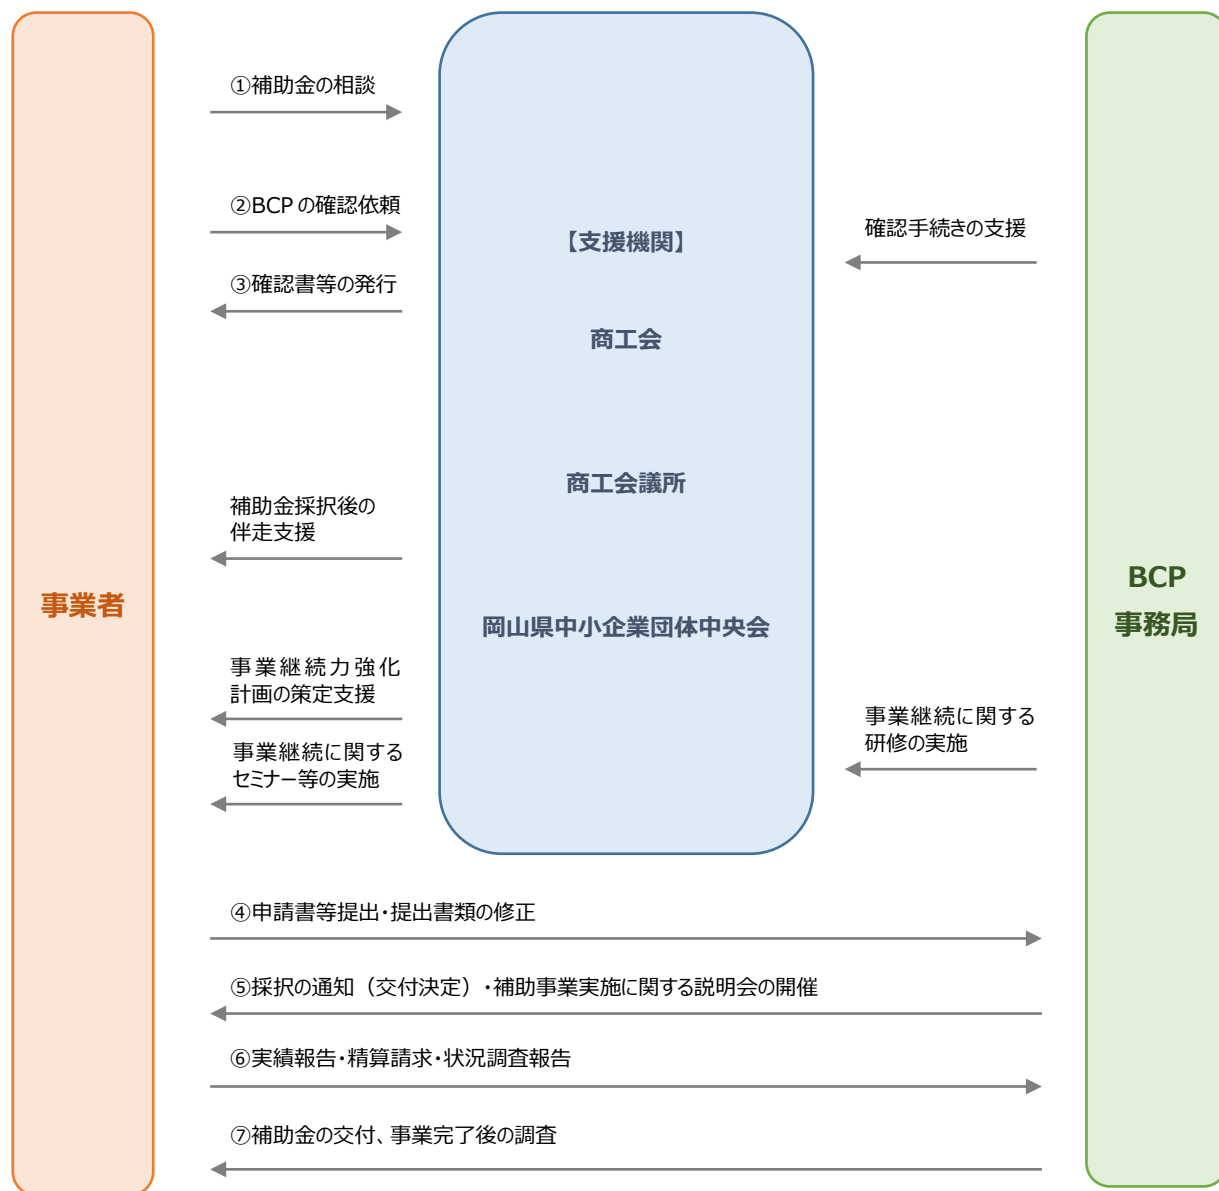 ①補助金の相談
②BCPの確認依頼
③確認書等の発行
補助金採択後の
伴走支援
事業者
事業継続力強化
計画の策定支援
事業継続に関する
セミナー等の実施
【支援機関】
商工会
商工会議所
岡山県中小企業団体中央会
確認手続きの支援
事業継続に関する
研修の実施
BCP
事務局
④申請書等提出・提出書類の修正
⑤採択の通知（交付決定）・補助事業実施に関する説明会の開催
⑥実績報告・精算請求・状況調査報告
⑦補助金の交付、事業完了後の調査